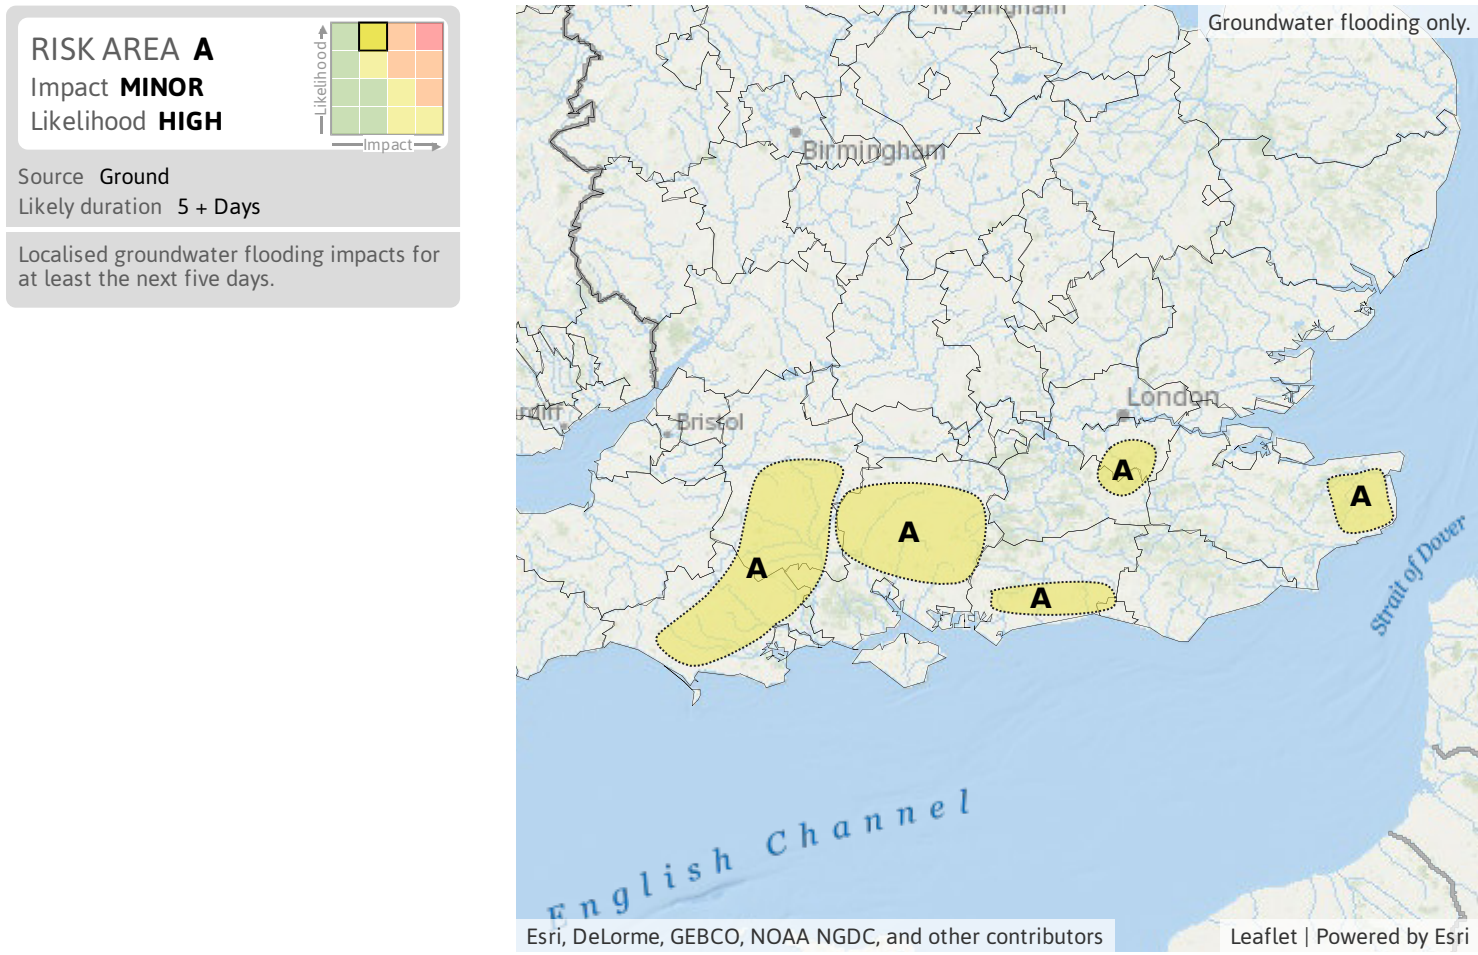 RISK AREA A
Impact MINOR
Likelihood HIGH
Likelihood
Impact
Source Ground
Likely duration 5 + Days
Localised groundwater flooding impacts for
at least the next five days.
Groundwater flooding only.
Nottingham
Birmingham
London
Bristol
A
A
A
A
A
Strait of Dover
English Channel
Esri, DeLorme, GEBCO, NOAA NGDC, and other contributors
Leaflet | Powered by Esri